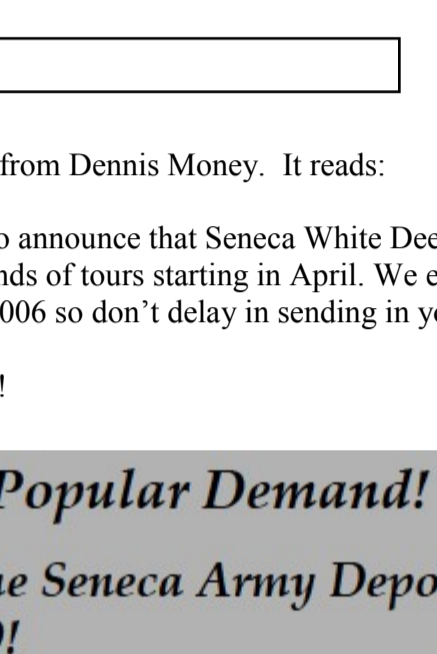 from Dennis Money.  It reads:
o announce that Seneca White Dee
nds of tours starting in April. We e
006 so don’t delay in sending in yo
!
Popular Demand!
ue Seneca Army Depo
)!